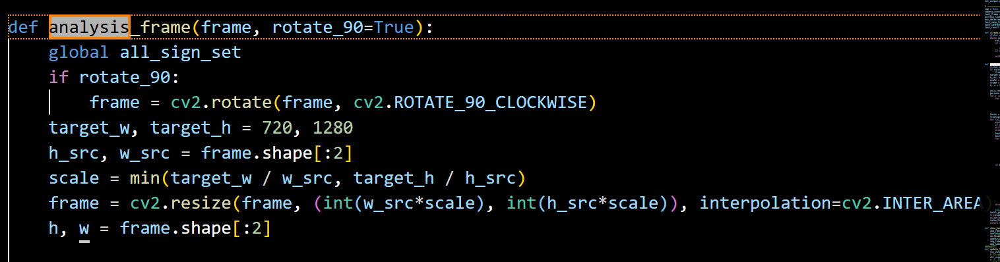 def analysis_frame(frame, rotate_90=True):
    global all_sign_set
    if rotate_90:
        frame = cv2.rotate(frame, cv2.ROTATE_90_CLOCKWISE)
    target_w, target_h = 720, 1280
    h_src, w_src = frame.shape[:2]
    scale = min(target_w / w_src, target_h / h_src)
    frame = cv2.resize(frame, (int(w_src*scale), int(h_src*scale)), interpolation=cv2.INTER_AREA)
    h, w = frame.shape[:2]